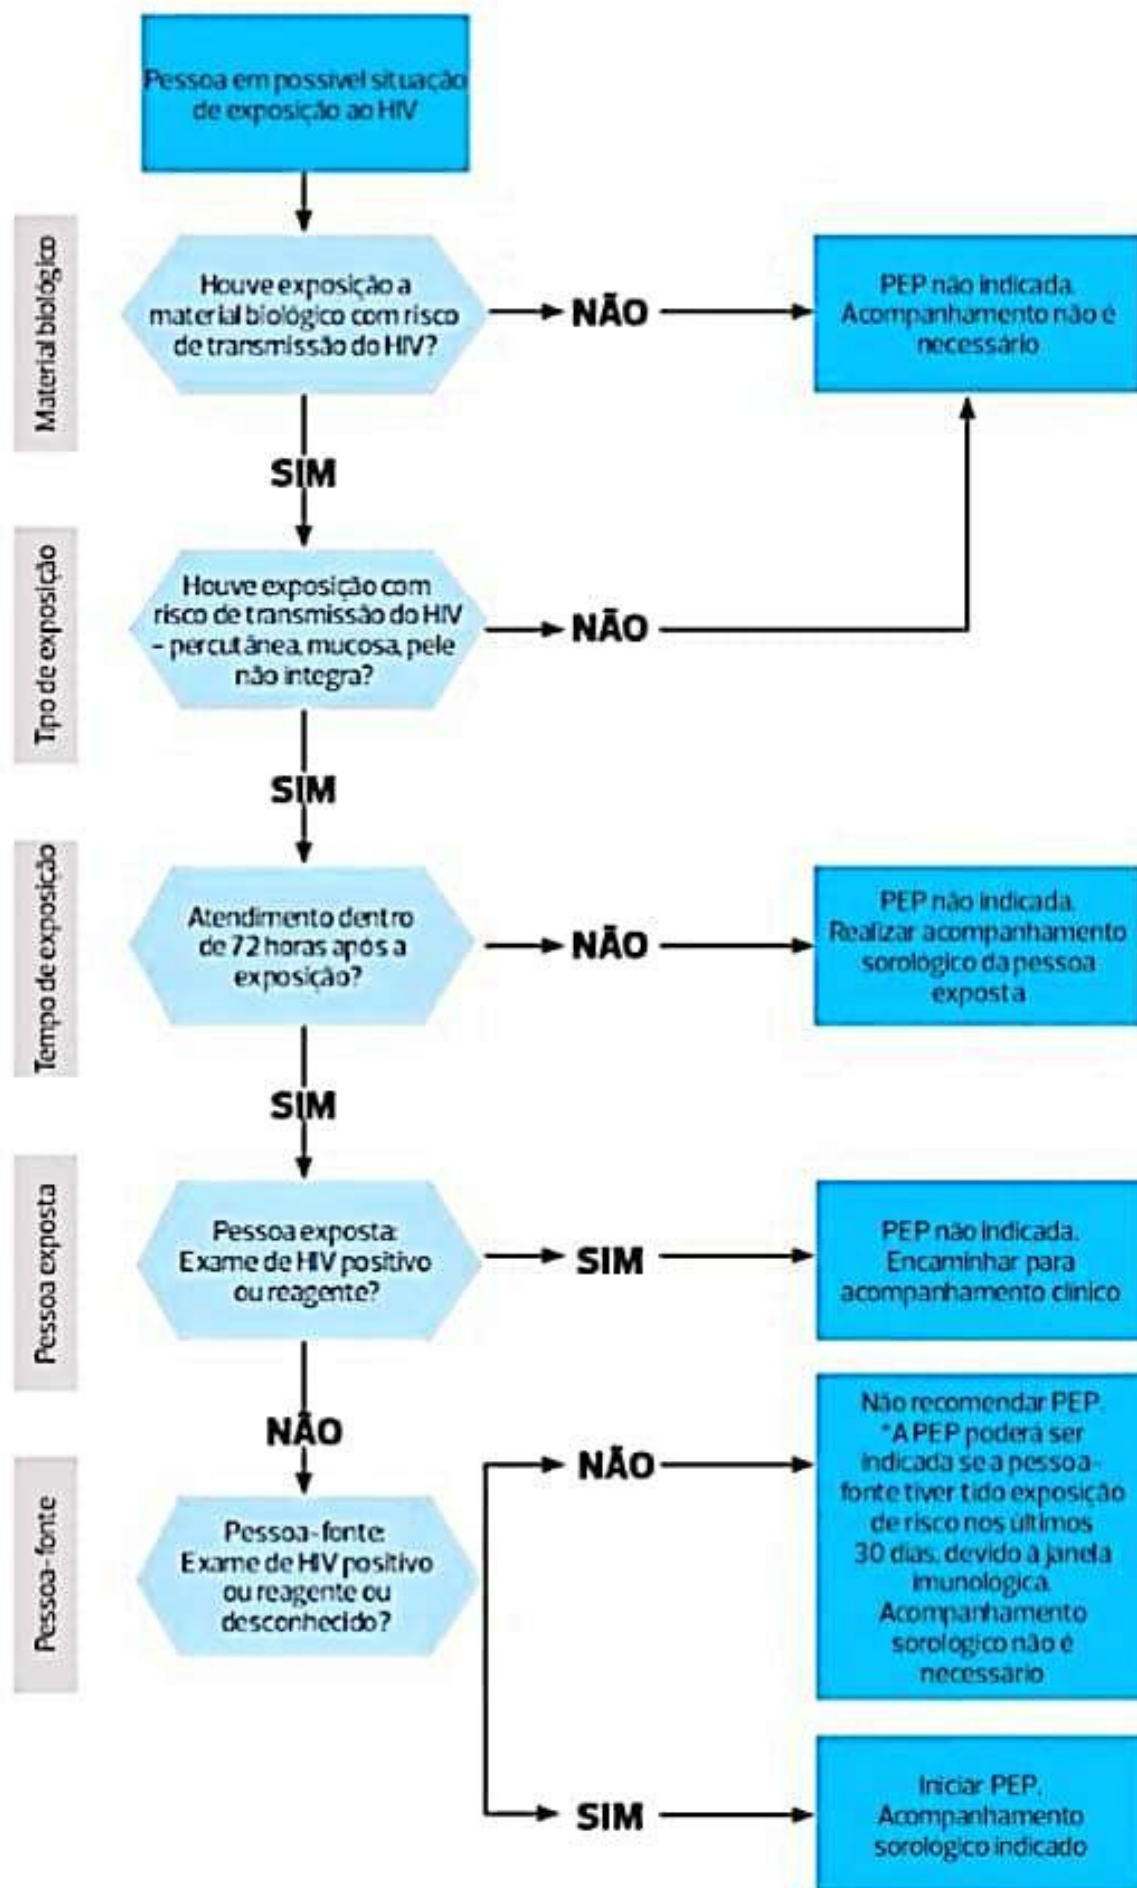 Pessoa em possível situação
de exposição ao HIV
Material biológico
Houve exposição a
material biológico com risco
de transmissão do HIV?
NÃO
PEP não indicada.
Acompanhamento não é
necessário
SIM
Tipo de exposição
Houve exposição com
risco de transmissão do HIV
– percutânea, mucosa, pele
não íntegra?
NÃO
SIM
Tempo de exposição
Atendimento dentro
de 72 horas após a
exposição?
NÃO
PEP não indicada.
Realizar acompanhamento
sorológico da pessoa
exposta
SIM
Pessoa exposta
Pessoa exposta:
Exame de HIV positivo
ou reagente?
SIM
PEP não indicada.
Encaminhar para
acompanhamento clínico
NÃO
Pessoa-fonte
Pessoa-fonte:
Exame de HIV positivo
ou reagente ou
desconhecido?
NÃO
Não recomendar PEP.
*A PEP poderá ser
indicada se a pessoa-
fonte tiver tido exposição
de risco nos últimos
30 dias, devido à janela
imunológica.
Acompanhamento
sorológico não é
necessário
SIM
Iniciar PEP.
Acompanhamento
sorológico indicado